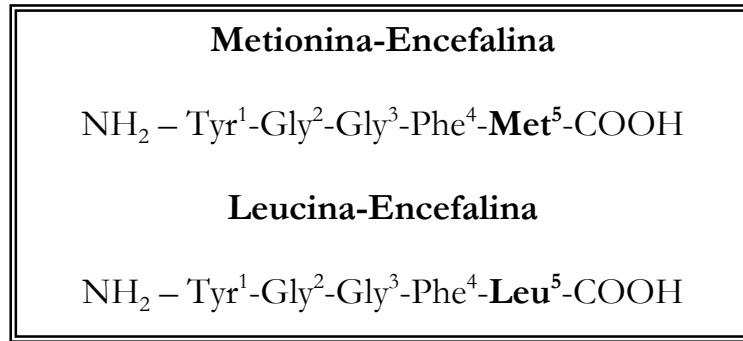 Metionina-Encefalina
NH₂ – Tyr¹-Gly²-Gly³-Phe⁴-Met⁵-COOH
Leucina-Encefalina
NH₂ – Tyr¹-Gly²-Gly³-Phe⁴-Leu⁵-COOH